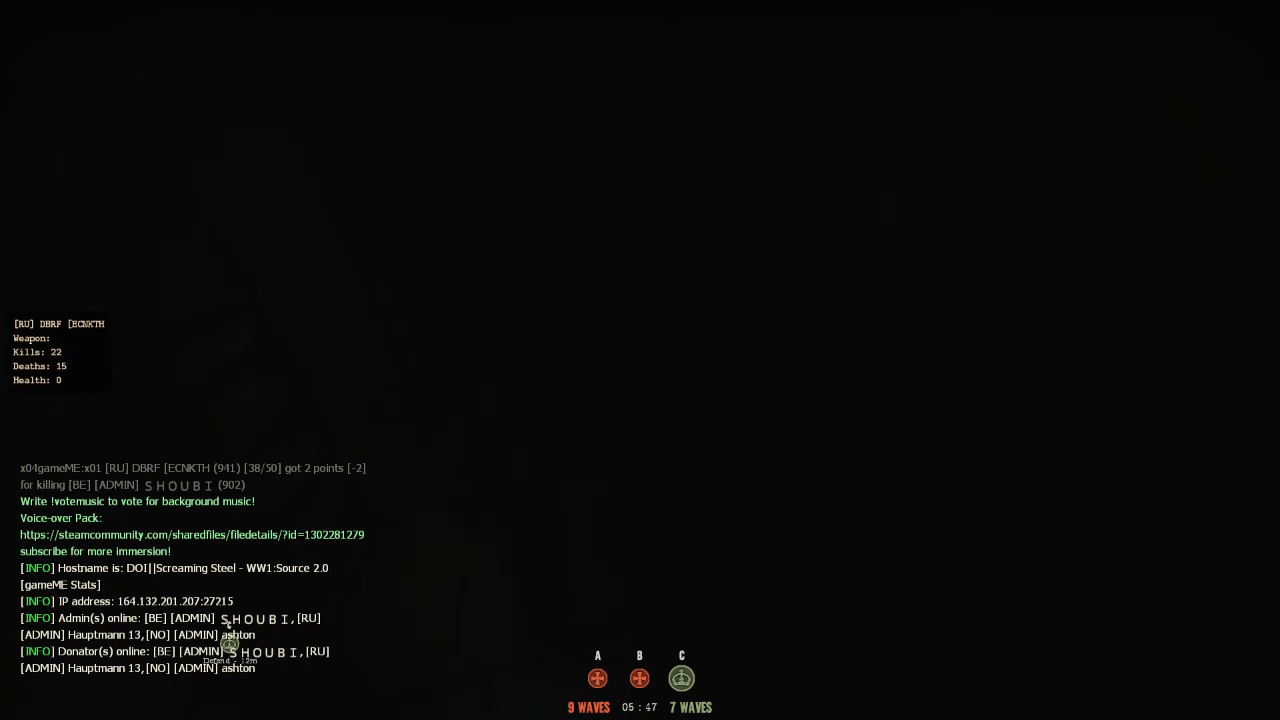 [RU] DBRF [ECNKTH
Weapon:
Kills: 22
Deaths: 15
Health: 0
x04gameME:x01 [RU] DBRF [ECNKTH (941) [38/50] got 2 points [-2]
for killing [BE] [ADMIN] S H O U B I (902)
Write !votemusic to vote for background music!
Voice-over Pack:
https://steamcommunity.com/sharedfiles/filedetails/?id=1302281279
subscribe for more immersion!
[INFO] Hostname is: DOI||Screaming Steel - WW1:Source 2.0
[gameME Stats]
[INFO] IP address: 164.132.201.207:27215
[INFO] Admin(s) online: [BE] [ADMIN] S H O U B I, [RU]
[ADMIN] Hauptmann 13, [NO] [ADMIN] ashton
[INFO] Donator(s) online: [BE] [ADMIN] S H O U B I, [RU]
Defend - 12m
[ADMIN] Hauptmann 13, [NO] [ADMIN] ashton
A B C
9 WAVES 05 : 47 7 WAVES